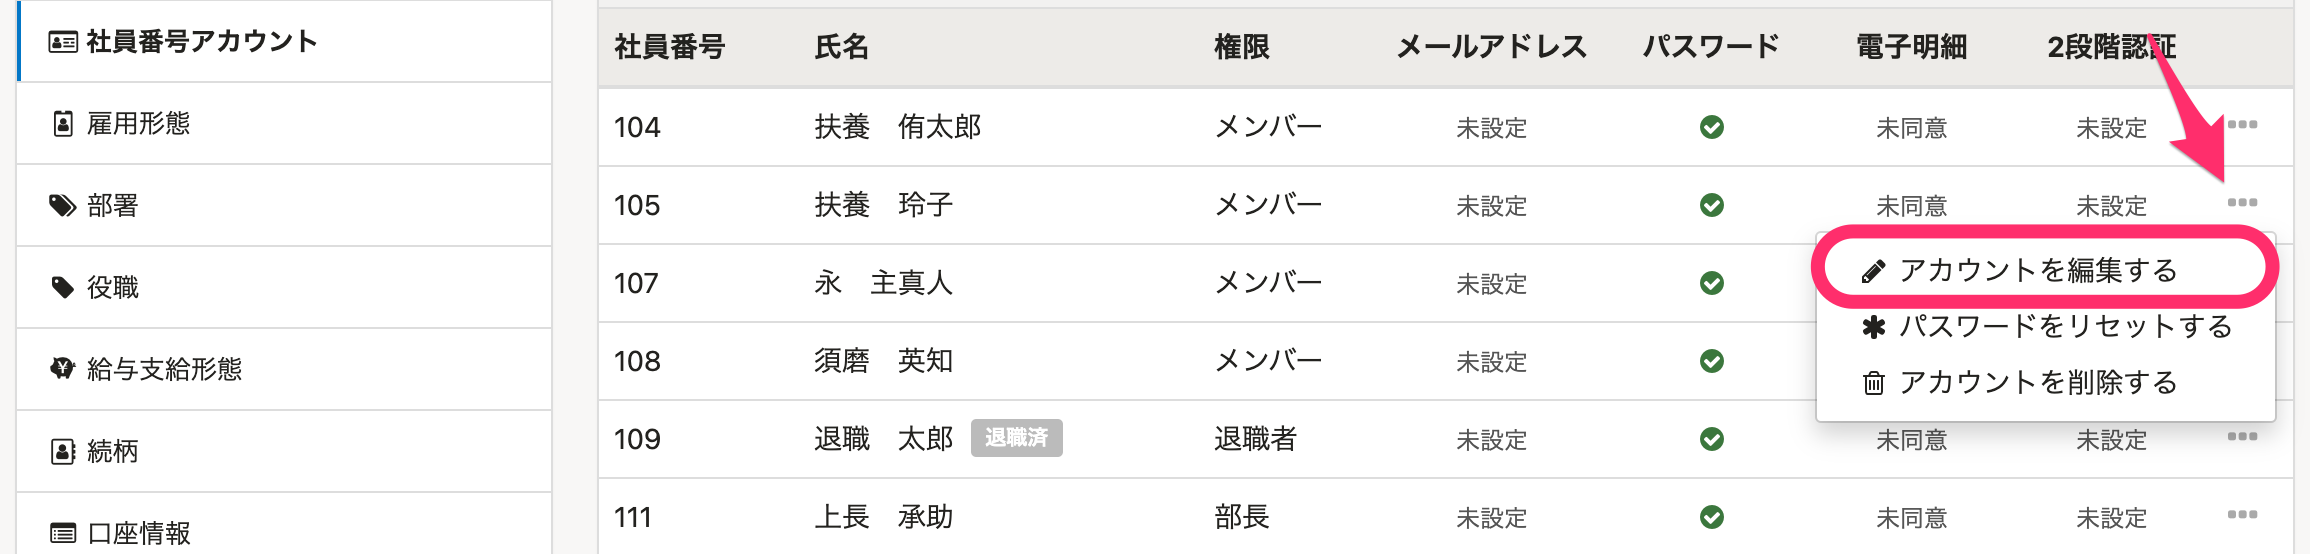 社員番号アカウント
雇用形態
部署
役職
給与支給形態
続柄
口座情報
社員番号 氏名 権限 メールアドレス パスワード 電子明細 2段階認証
104 扶養　侑太郎 メンバー 未設定 未同意 未設定
105 扶養　玲子 メンバー 未設定 未同意 未設定
107 永　主真人 メンバー 未設定
アカウントを編集する
パスワードをリセットする
108 須磨　英知 メンバー 未設定
アカウントを削除する
109 退職　太郎 退職済 退職者 未設定 未同意 未設定
111 上長　承助 部長 未設定 未同意 未設定